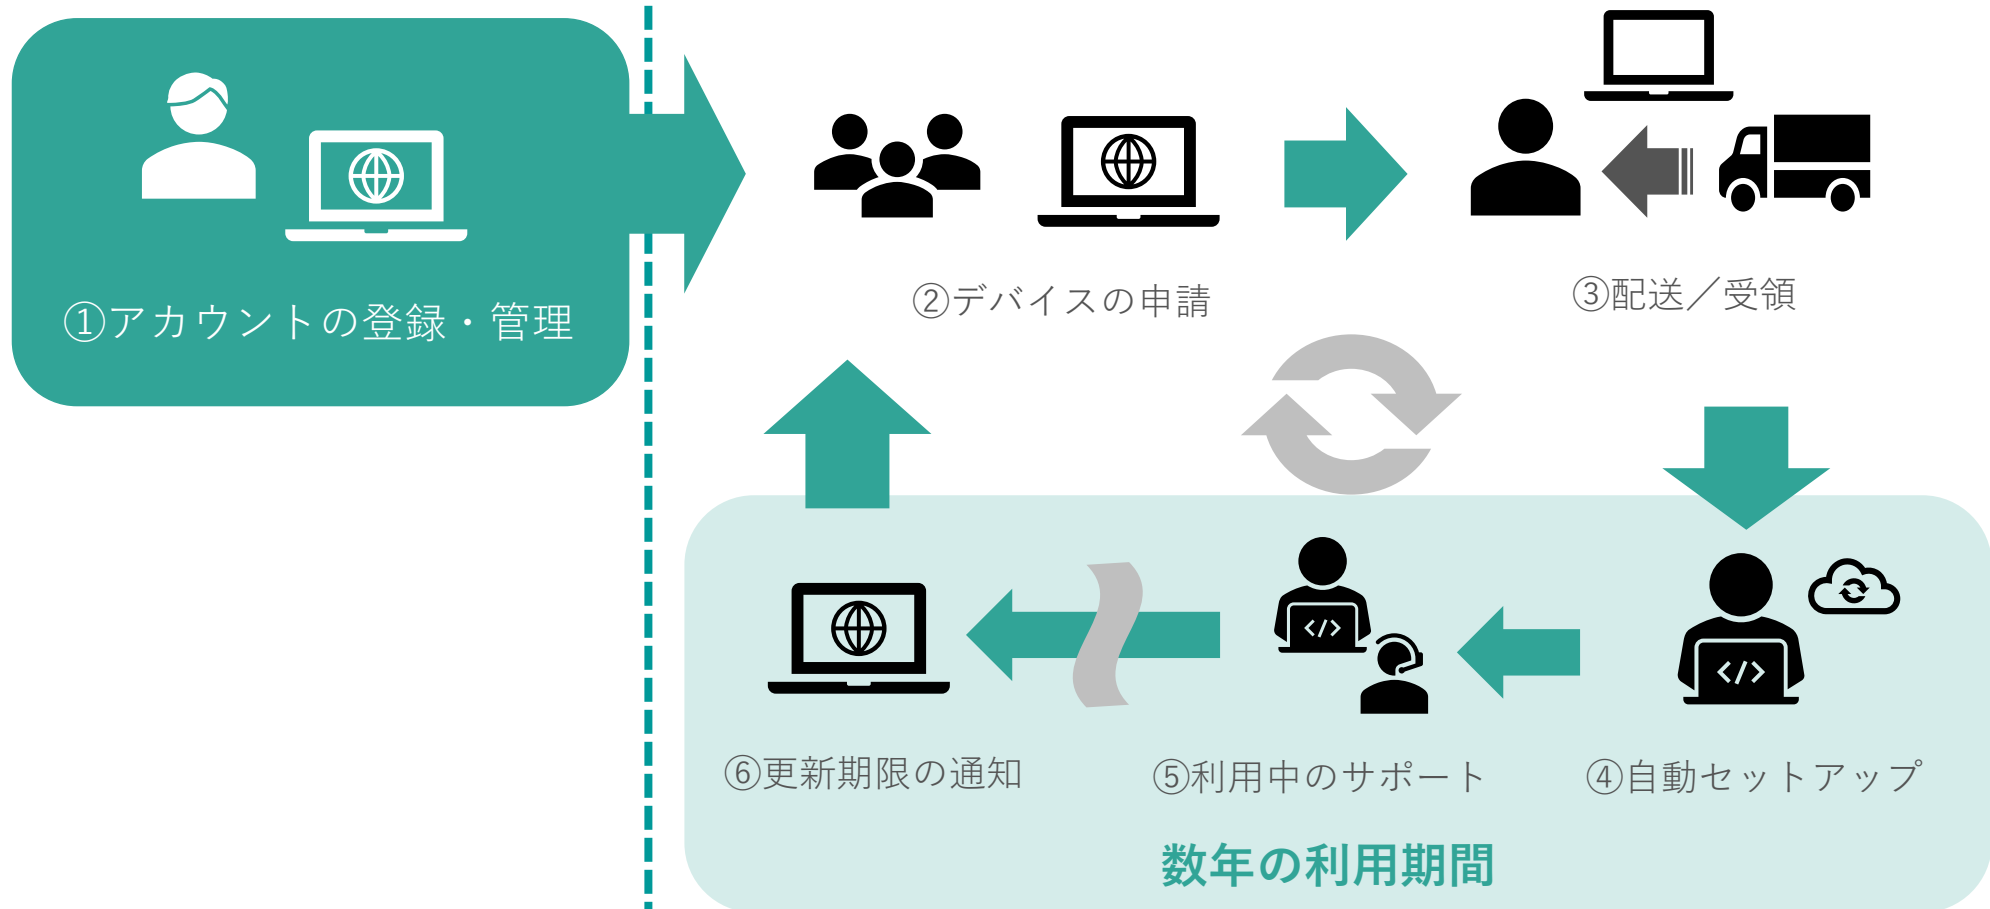 ①アカウントの登録・管理
②デバイスの申請
③配送／受領
④自動セットアップ
⑤利用中のサポート
⑥更新期限の通知
数年の利用期間